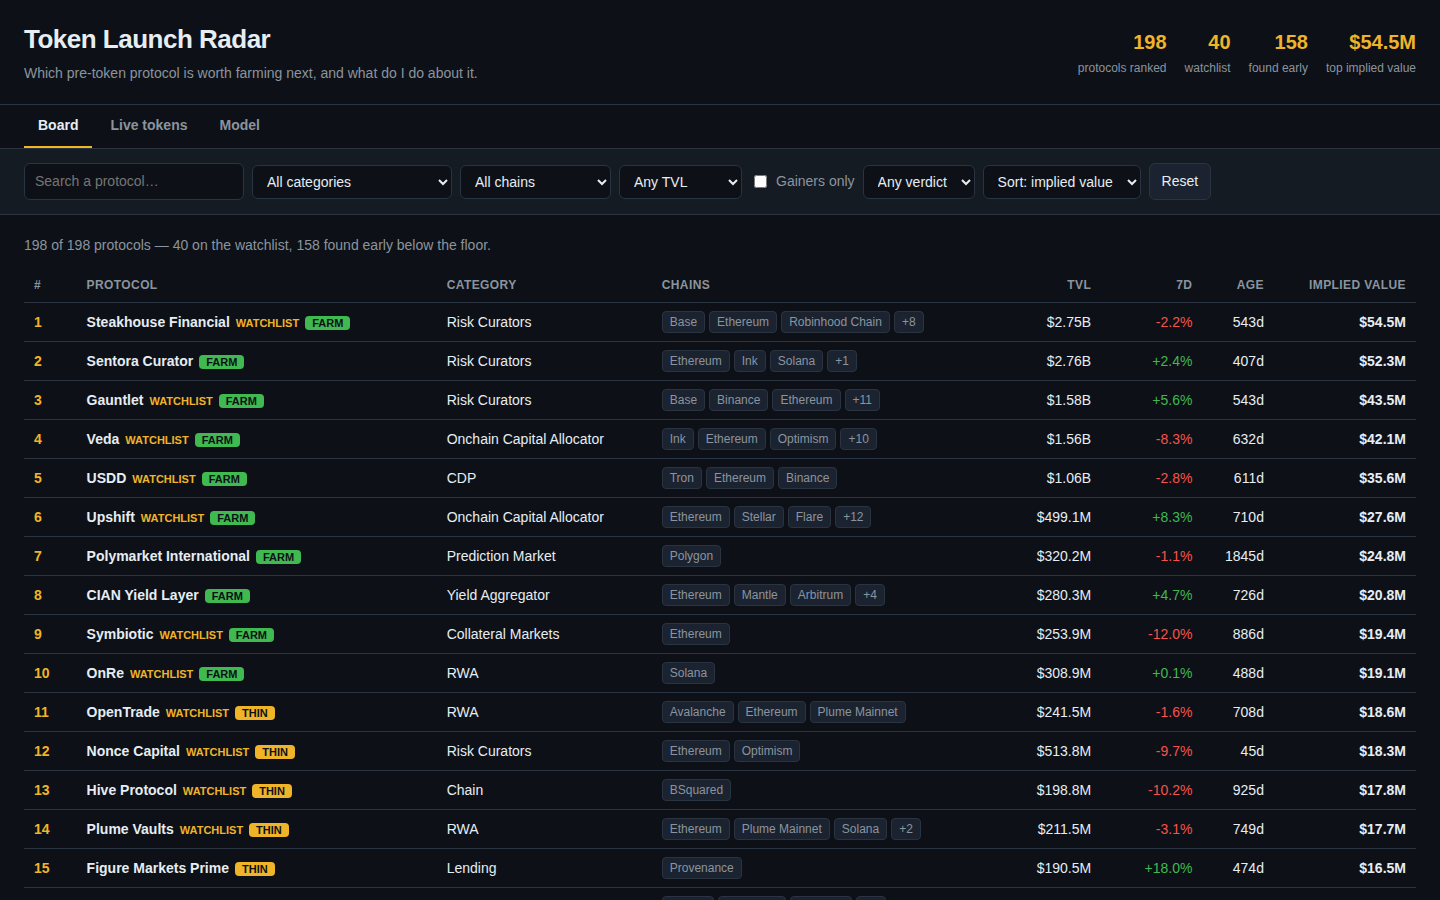 Token Launch Radar
Which pre-token protocol is worth farming next, and what do I do about it.
198 40 158 $54.5M
protocols ranked watchlist found early top implied value
Board Live tokens Model
Search a protocol… All categories All chains Any TVL Gainers only Any verdict Sort: implied value Reset
198 of 198 protocols — 40 on the watchlist, 158 found early below the floor.
# PROTOCOL CATEGORY CHAINS TVL 7D AGE IMPLIED VALUE
1 Steakhouse Financial WATCHLIST FARM Risk Curators Base Ethereum Robinhood Chain +8 $2.75B -2.2% 543d $54.5M
2 Sentora Curator FARM Risk Curators Ethereum Ink Solana +1 $2.76B +2.4% 407d $52.3M
3 Gauntlet WATCHLIST FARM Risk Curators Base Binance Ethereum +11 $1.58B +5.6% 543d $43.5M
4 Veda WATCHLIST FARM Onchain Capital Allocator Ink Ethereum Optimism +10 $1.56B -8.3% 632d $42.1M
5 USDD WATCHLIST FARM CDP Tron Ethereum Binance $1.06B -2.8% 611d $35.6M
6 Upshift WATCHLIST FARM Onchain Capital Allocator Ethereum Stellar Flare +12 $499.1M +8.3% 710d $27.6M
7 Polymarket International FARM Prediction Market Polygon $320.2M -1.1% 1845d $24.8M
8 CIAN Yield Layer FARM Yield Aggregator Ethereum Mantle Arbitrum +4 $280.3M +4.7% 726d $20.8M
9 Symbiotic WATCHLIST FARM Collateral Markets Ethereum $253.9M -12.0% 886d $19.4M
10 OnRe WATCHLIST FARM RWA Solana $308.9M +0.1% 488d $19.1M
11 OpenTrade WATCHLIST THIN RWA Avalanche Ethereum Plume Mainnet $241.5M -1.6% 708d $18.6M
12 Nonce Capital WATCHLIST THIN Risk Curators Ethereum Optimism $513.8M -9.7% 45d $18.3M
13 Hive Protocol WATCHLIST THIN Chain BSquared $198.8M -10.2% 925d $17.8M
14 Plume Vaults WATCHLIST THIN RWA Ethereum Plume Mainnet Solana +2 $211.5M -3.1% 749d $17.7M
15 Figure Markets Prime THIN Lending Provenance $190.5M +18.0% 474d $16.5M